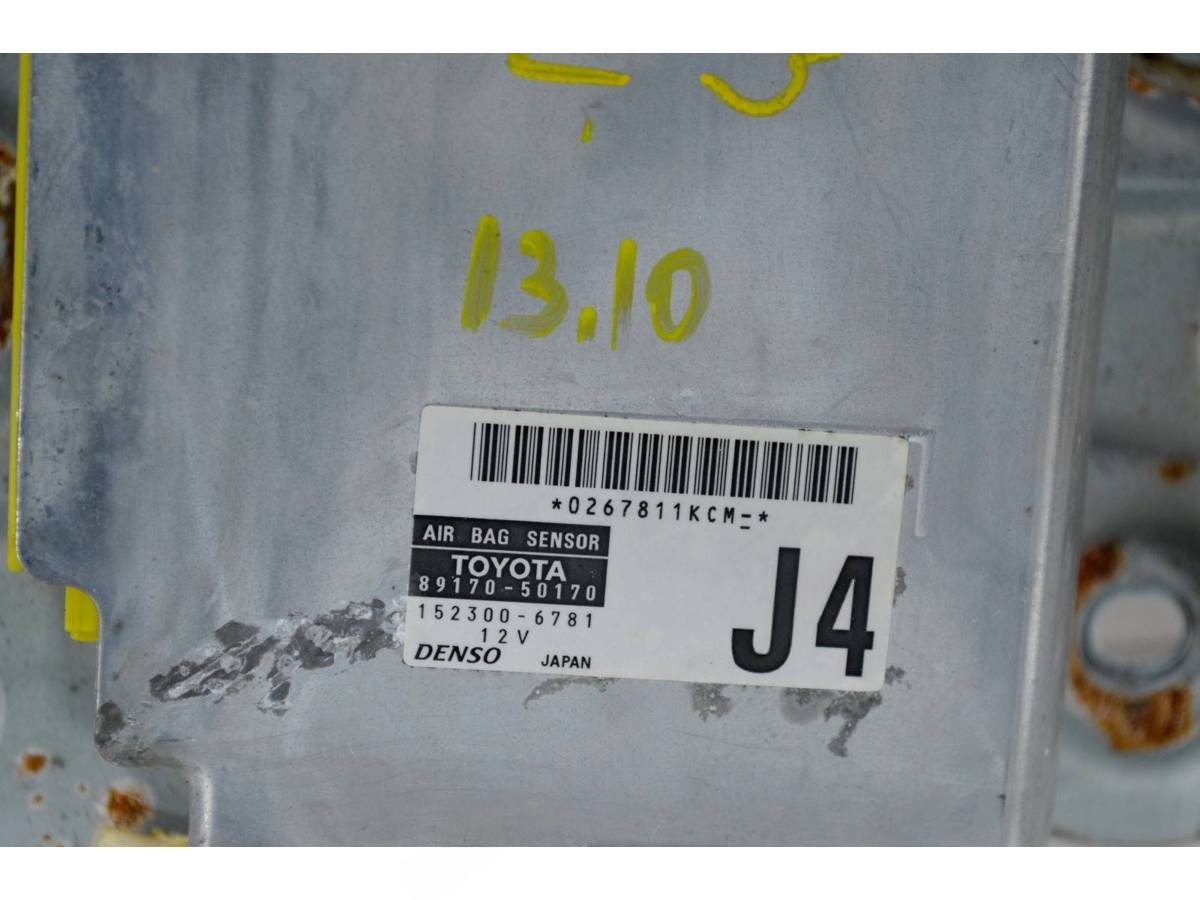 13.10
*0267811KCM-*
AIR BAG SENSOR
TOYOTA
89170-50170
152300-6781
12V
DENSO JAPAN
J4